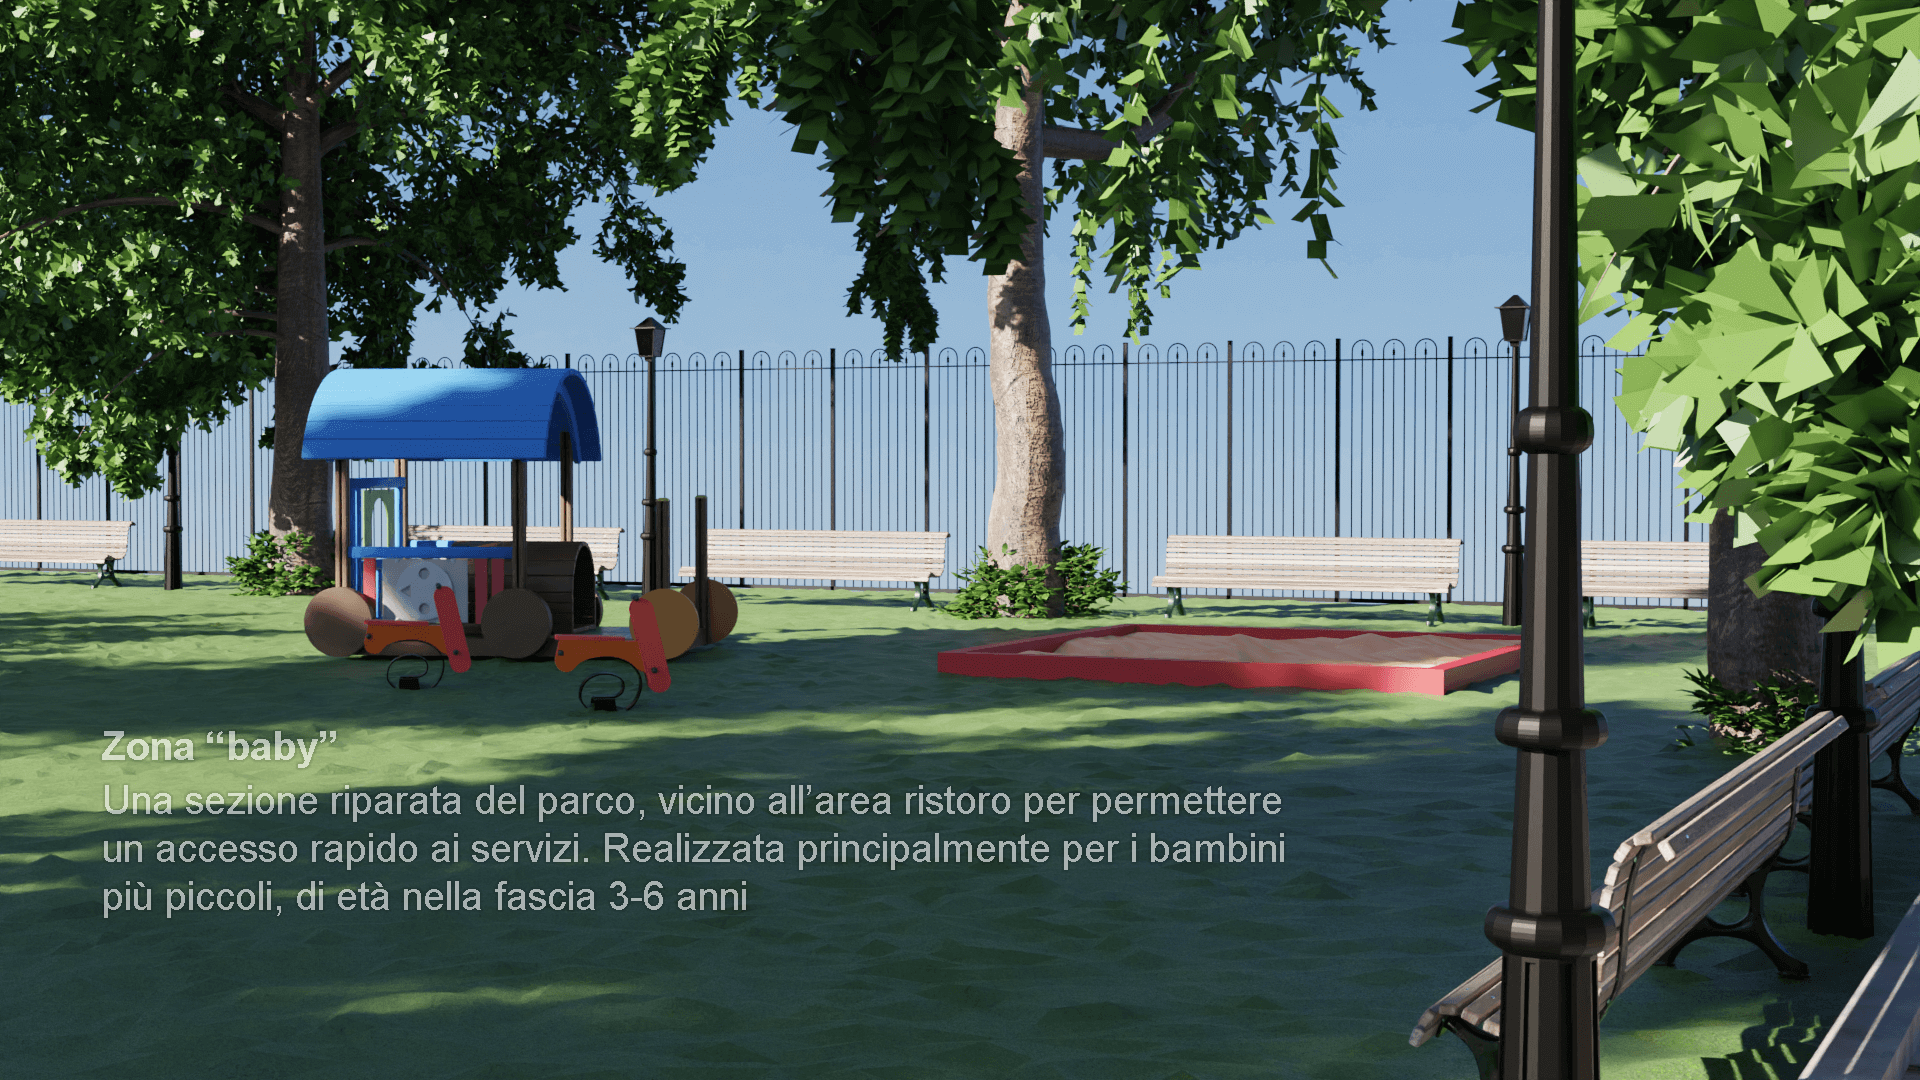 Zona “baby”
Una sezione riparata del parco, vicino all’area ristoro per permettere
un accesso rapido ai servizi. Realizzata principalmente per i bambini
più piccoli, di età nella fascia 3-6 anni